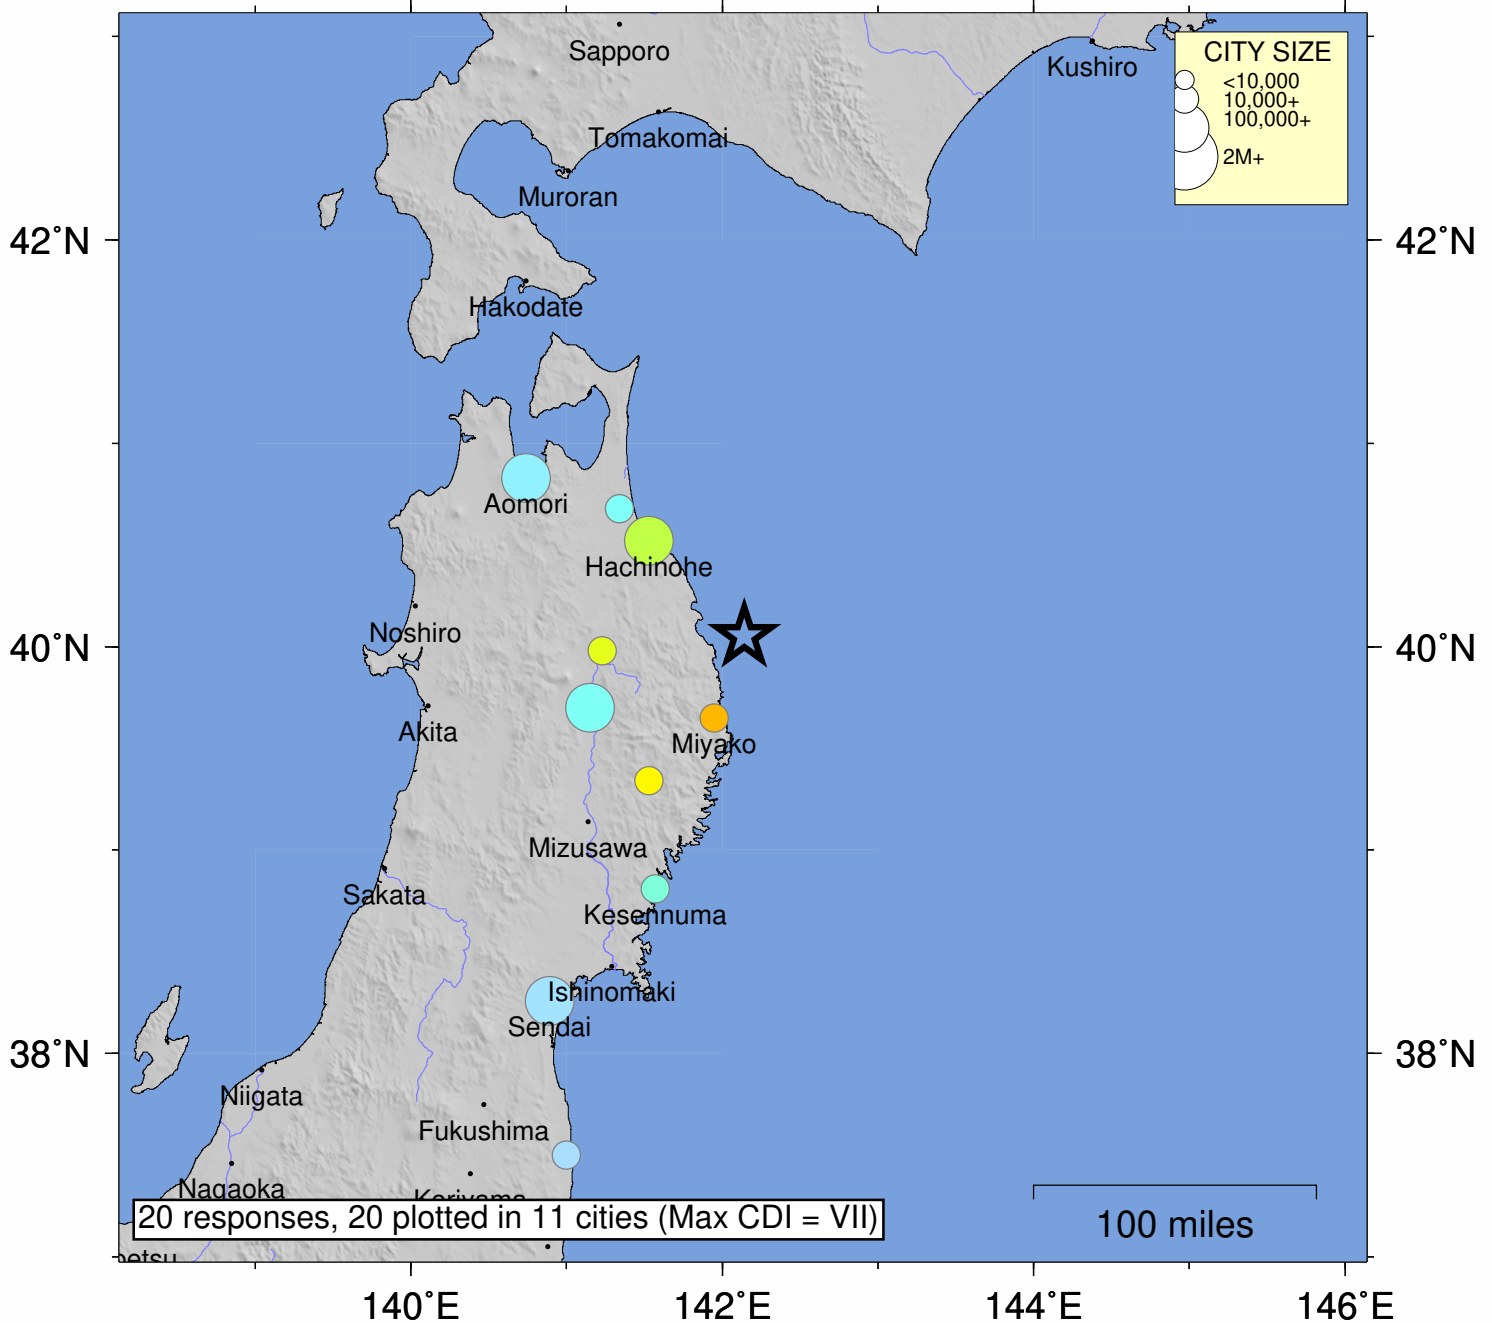 Sapporo
Kushiro
CITY SIZE
<10,000
10,000+
100,000+
2M+
Tomakomai
Muroran
42°N
42°N
Hakodate
Aomori
Hachinohe
Noshiro
40°N
40°N
Akita
Miyako
Mizusawa
Sakata
Kesennuma
Ishinomaki
Sendai
38°N
38°N
Niigata
Fukushima
Nagaoka
Koriyama
20 responses, 20 plotted in 11 cities (Max CDI = VII)
100 miles
140°E
142°E
144°E
146°E